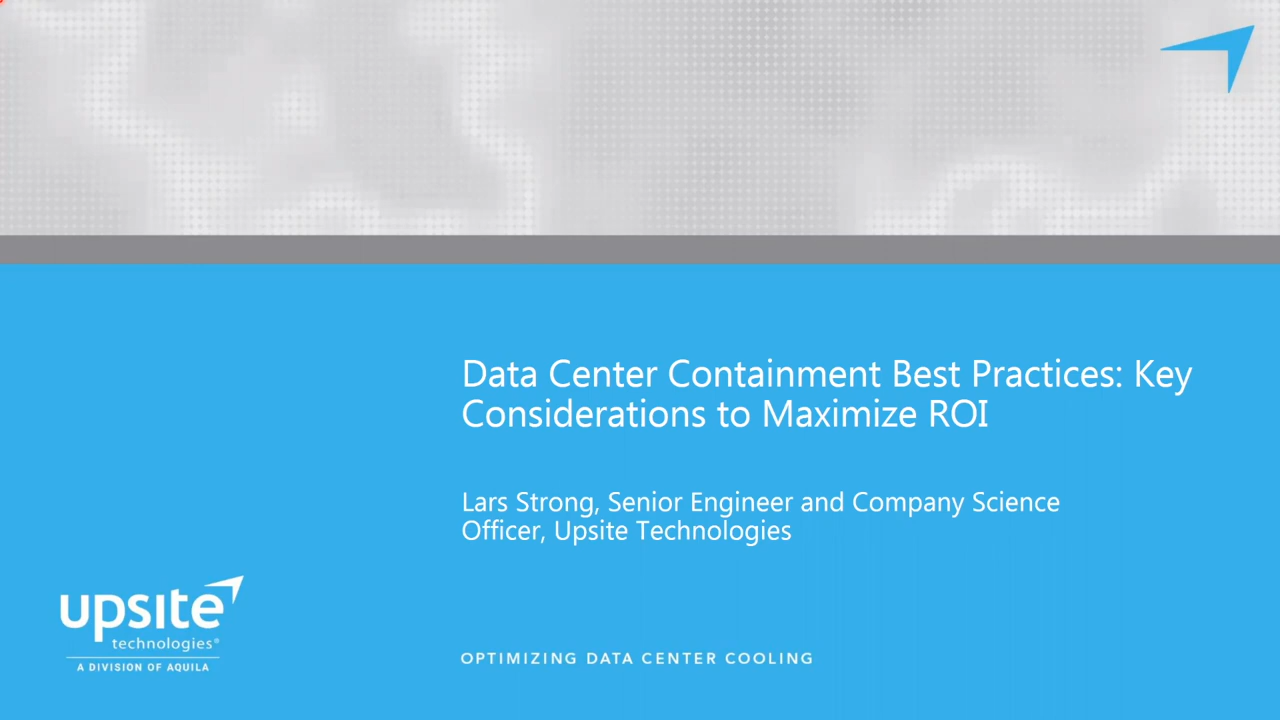 Data Center Containment Best Practices: Key
Considerations to Maximize ROI
Lars Strong, Senior Engineer and Company Science
Officer, Upsite Technologies
upsite
technologies®
A DIVISION OF AQUILA
OPTIMIZING DATA CENTER COOLING